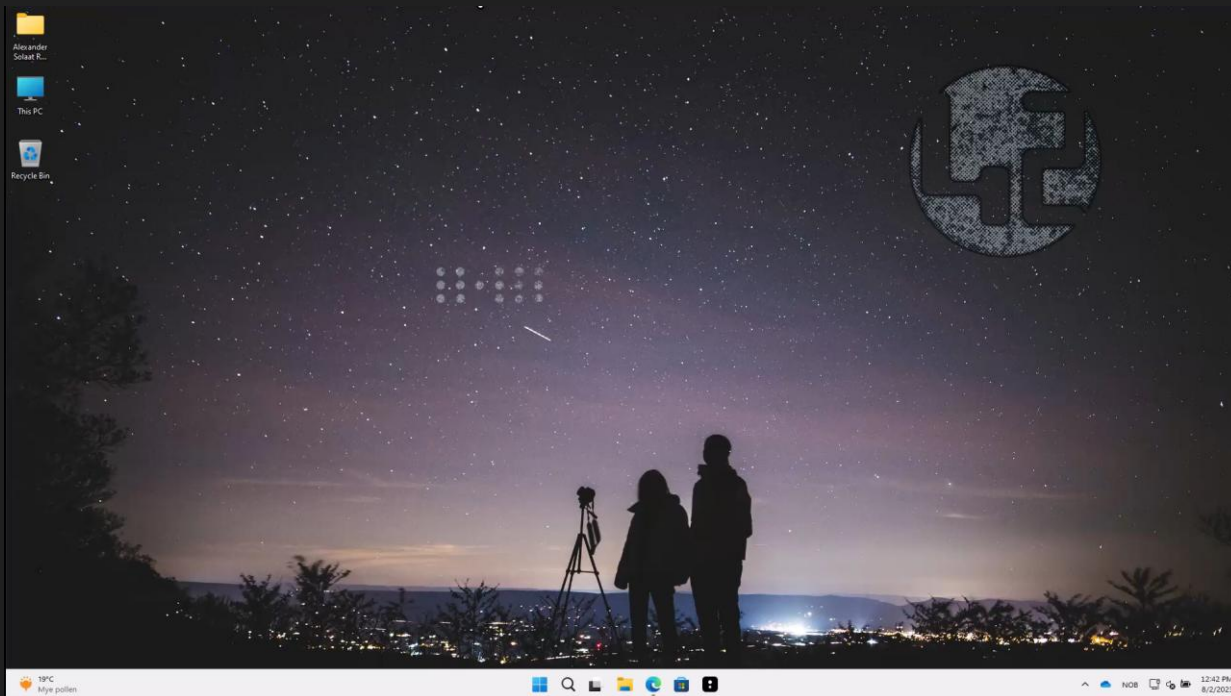 Alexander
Solaat R...
This PC
Recycle Bin
19°C
Mye pollen
NOB
12:42 PM